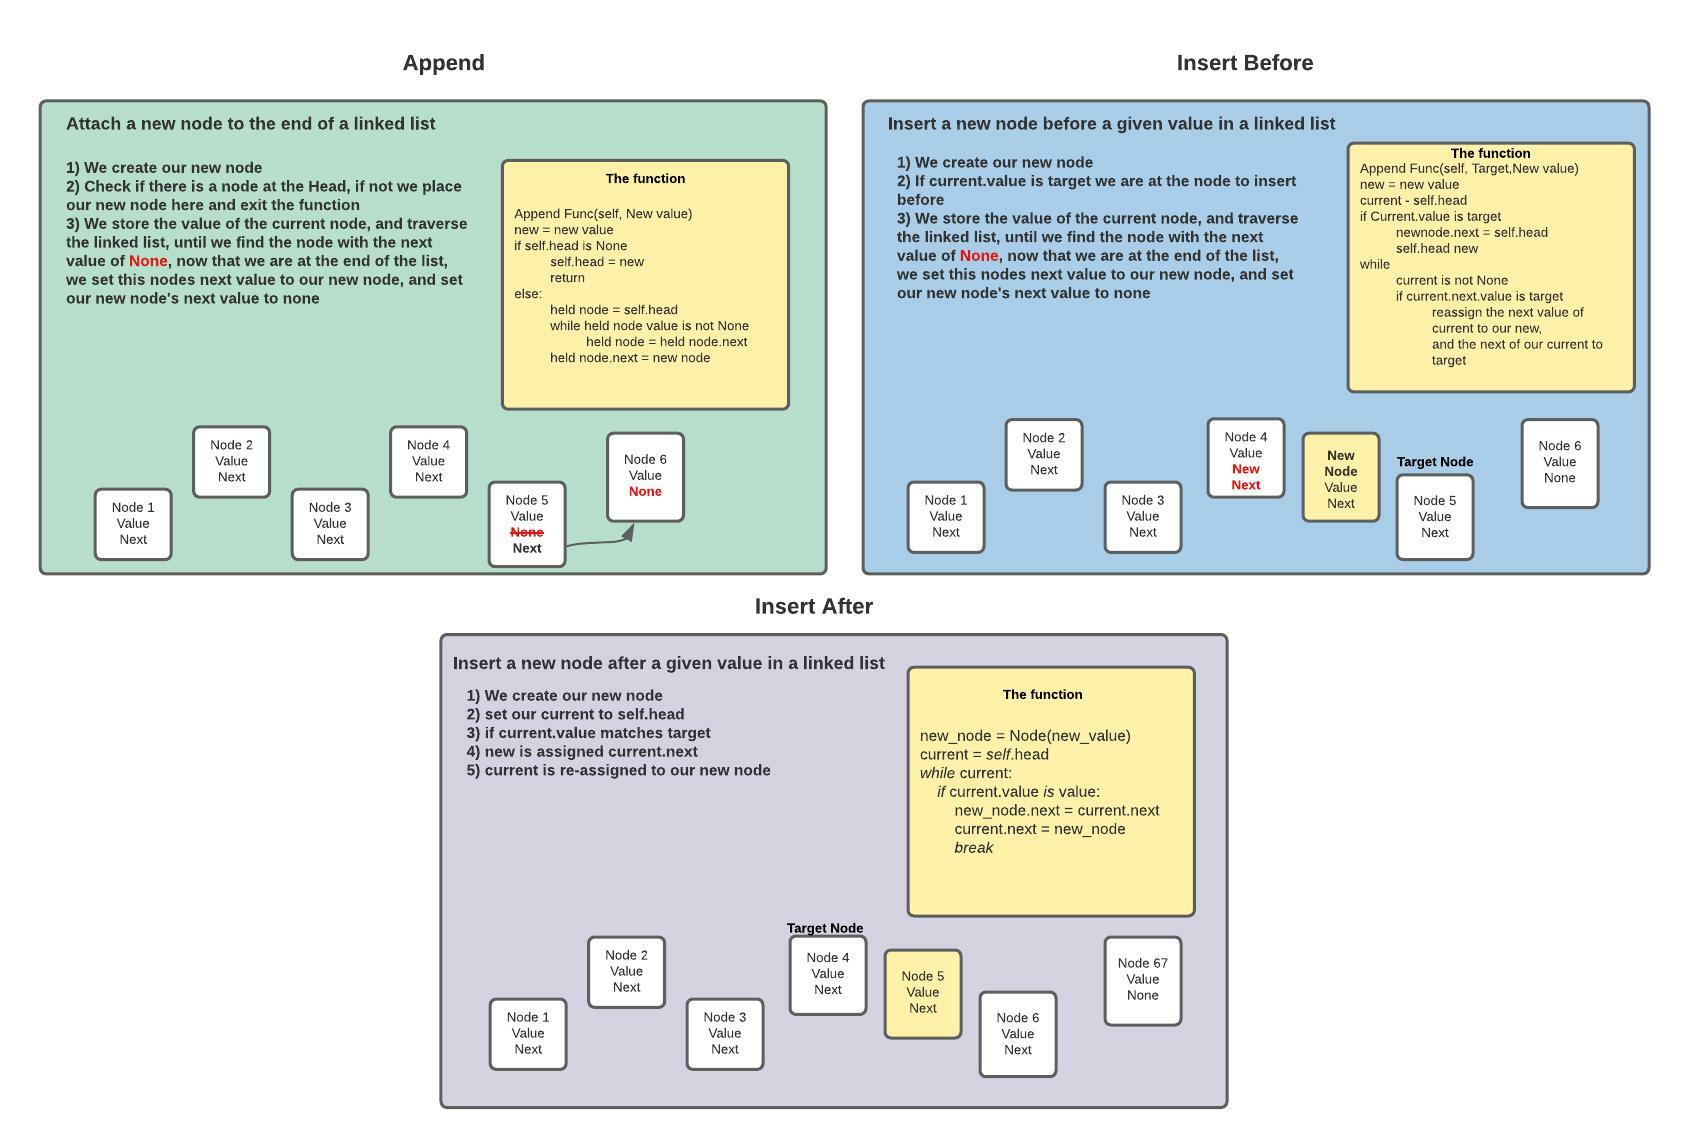 Append
Attach a new node to the end of a linked list
1) We create our new node
2) Check if there is a node at the Head, if not we place
our new node here and exit the function
3) We store the value of the current node, and traverse
the linked list, until we find the node with the next
value of None, now that we are at the end of the list,
we set this nodes next value to our new node, and set
our new node's next value to none
The function
Append Func(self, New value)
new = new value
if self.head is None
self.head = new
return
else:
held node = self.head
while held node value is not None
held node = held node.next
held node.next = new node
Node 1
Value
Next
Node 2
Value
Next
Node 3
Value
Next
Node 4
Value
Next
Node 5
Value
None
Next
Node 6
Value
None
Insert Before
Insert a new node before a given value in a linked list
1) We create our new node
2) If current.value is target we are at the node to insert
before
3) We store the value of the current node, and traverse
the linked list, until we find the node with the next
value of None, now that we are at the end of the list,
we set this nodes next value to our new node, and set
our new node's next value to none
The function
Append Func(self, Target,New value)
new = new value
current - self.head
if Current.value is target
newnode.next = self.head
self.head new
while
current is not None
if current.next.value is target
reassign the next value of
current to our new,
and the next of our current to
target
Node 1
Value
Next
Node 2
Value
Next
Node 3
Value
Next
Node 4
Value
New
Next
New
Node
Value
Next
Target Node
Node 5
Value
Next
Node 6
Value
None
Insert After
Insert a new node after a given value in a linked list
1) We create our new node
2) set our current to self.head
3) if current.value matches target
4) new is assigned current.next
5) current is re-assigned to our new node
The function
new_node = Node(new_value)
current = self.head
while current:
if current.value is value:
new_node.next = current.next
current.next = new_node
break
Node 1
Value
Next
Node 2
Value
Next
Node 3
Value
Next
Target Node
Node 4
Value
Next
Node 5
Value
Next
Node 6
Value
Next
Node 67
Value
None